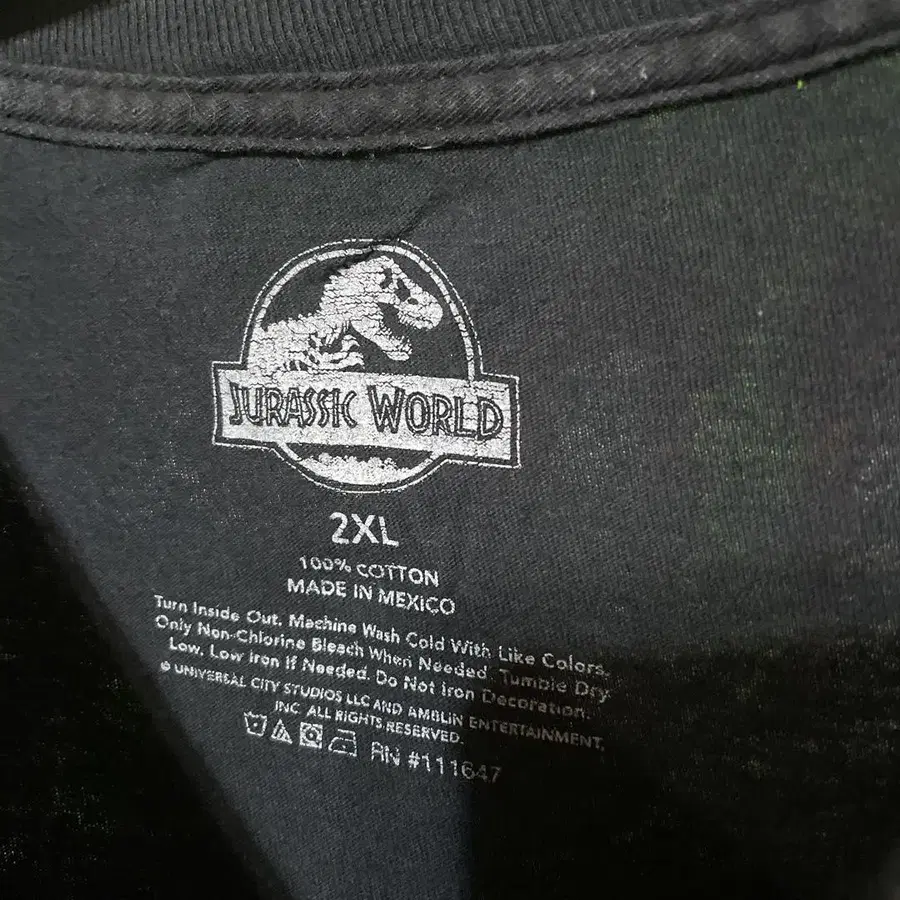 JURASSIC WORLD
2XL
100% COTTON
MADE IN MEXICO
Turn Inside Out. Machine Wash Cold With Like Colors.
Only Non-Chlorine Bleach When Needed. Tumble Dry
Low. Low Iron If Needed. Do Not Iron Decoration.
© UNIVERSAL CITY STUDIOS LLC AND AMBLIN ENTERTAINMENT,
INC. ALL RIGHTS RESERVED.
RN #111647